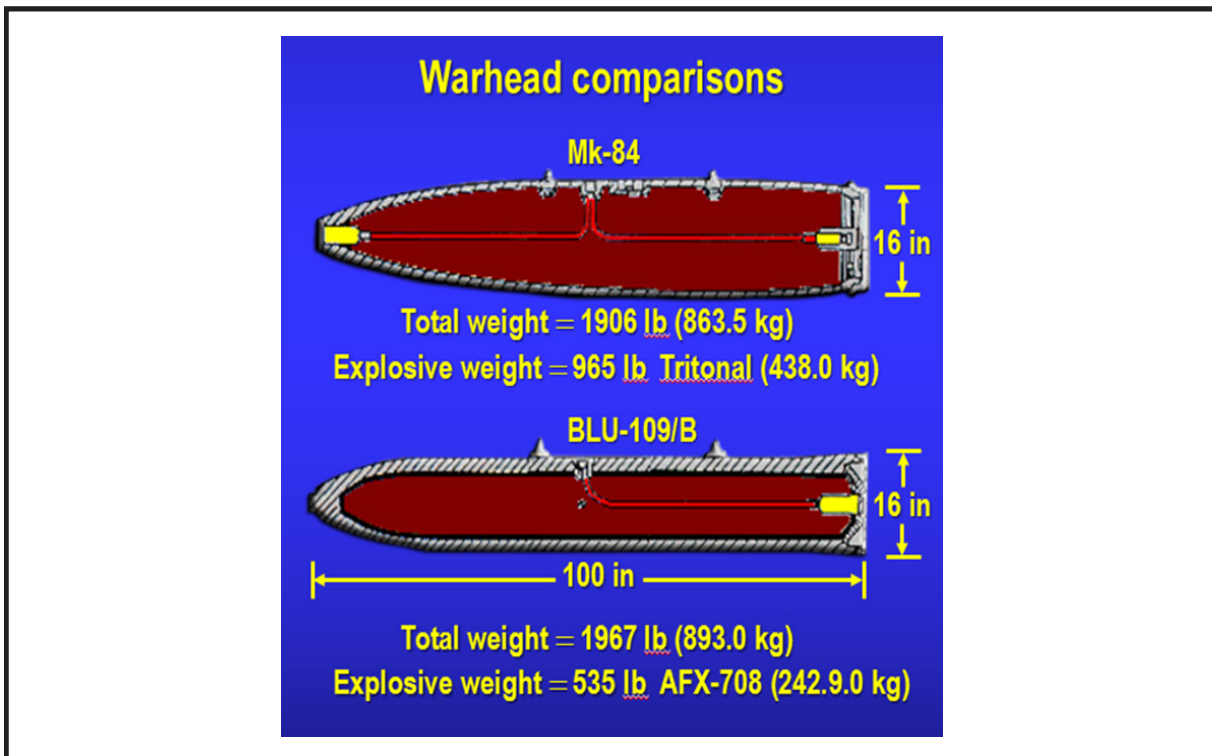 Warhead comparisons
Mk-84
16 in
Total weight = 1906 lb (863.5 kg)
Explosive weight = 965 lb Tritonal (438.0 kg)
BLU-109/B
16 in
100 in
Total weight = 1967 lb (893.0 kg)
Explosive weight = 535 lb AFX-708 (242.9.0 kg)